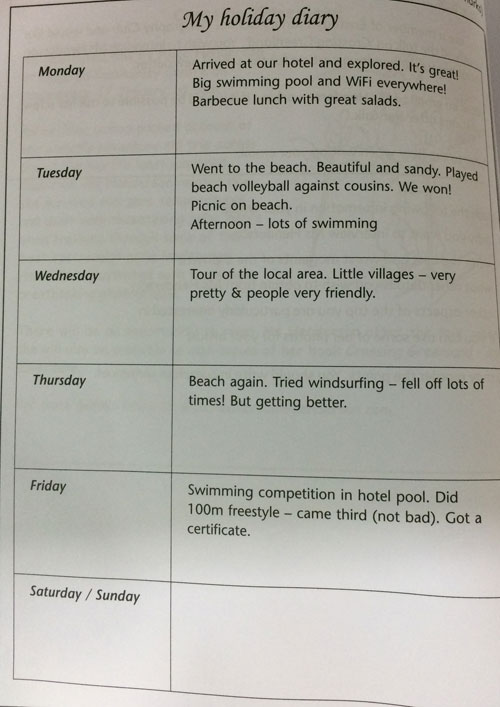 My holiday diary
Monday
Arrived at our hotel and explored. It's great!
Big swimming pool and WiFi everywhere!
Barbecue lunch with great salads.
Tuesday
Went to the beach. Beautiful and sandy. Played
beach volleyball against cousins. We won!
Picnic on beach.
Afternoon – lots of swimming
Wednesday
Tour of the local area. Little villages – very
pretty & people very friendly.
Thursday
Beach again. Tried windsurfing – fell off lots of
times! But getting better.
Friday
Swimming competition in hotel pool. Did
100m freestyle – came third (not bad). Got a
certificate.
Saturday / Sunday